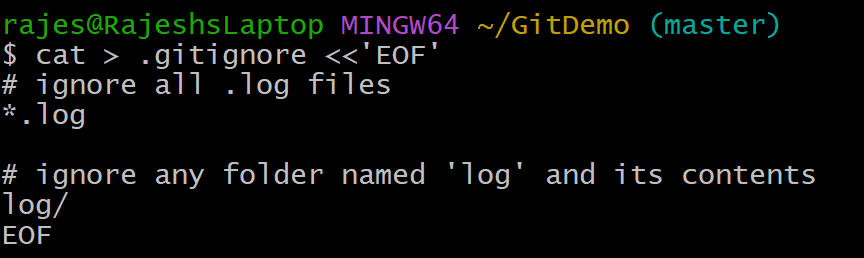 rajes@RajeshsLaptop MINGW64 ~/GitDemo (master)
$ cat > .gitignore <<'EOF'
# ignore all .log files
*.log

# ignore any folder named 'log' and its contents
log/
EOF